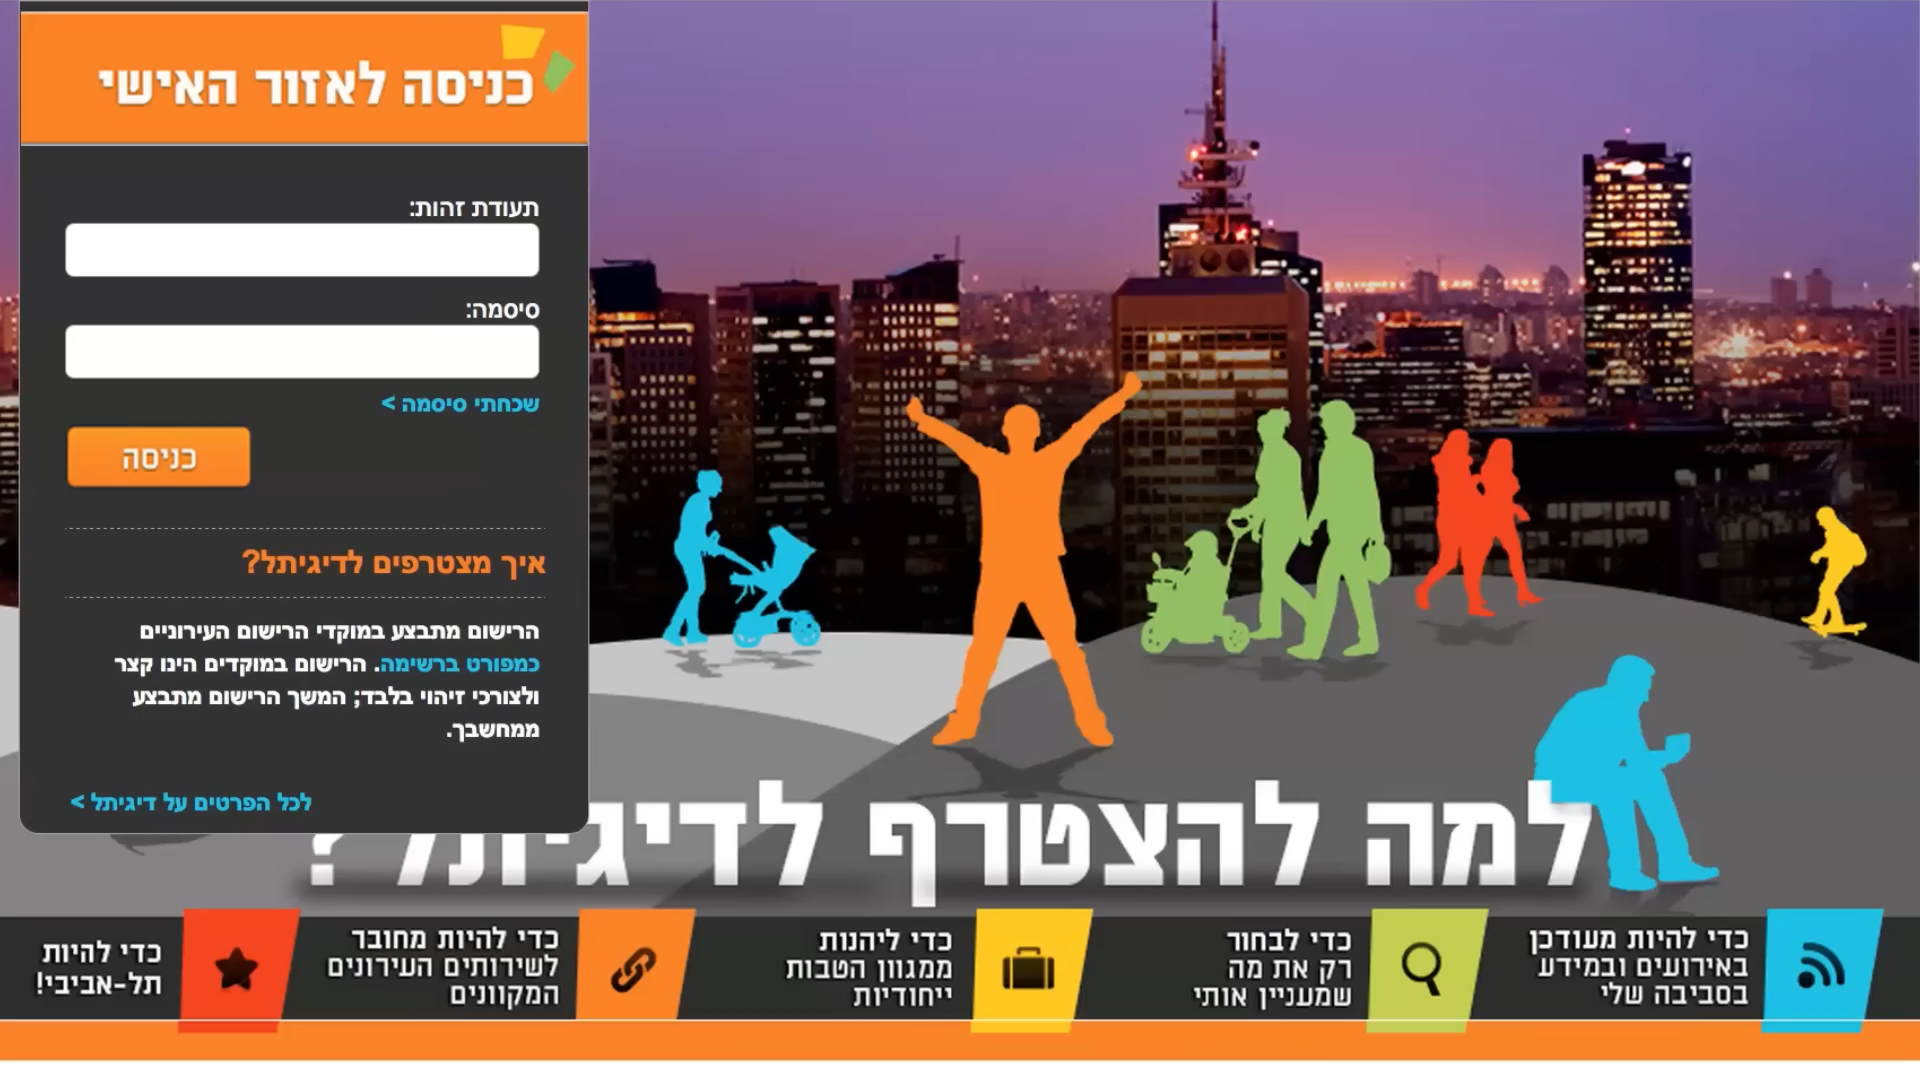 כניסה לאזור האישי
תעודת זהות:
סיסמה:
שכחתי סיסמה >
כניסה
איך מצטרפים לדיגיתל?
הרישום מתבצע במוקדי הרישום העירוניים
כמפורט ברשימה. הרישום במוקדים הינו קצר
ולצורכי זיהוי בלבד; המשך הרישום מתבצע
ממחשבך.
לכל הפרטים על דיגיתל >
למה להצטרף לדיגיתל?
כדי להיות מעודכן
באירועים ובמידע
בסביבה שלי
כדי לבחור
רק את מה
שמעניין אותי
כדי ליהנות
ממגוון הטבות
ייחודיות
כדי להיות מחובר
לשירותים העירונים
המקוונים
כדי להיות
תל-אביבי!